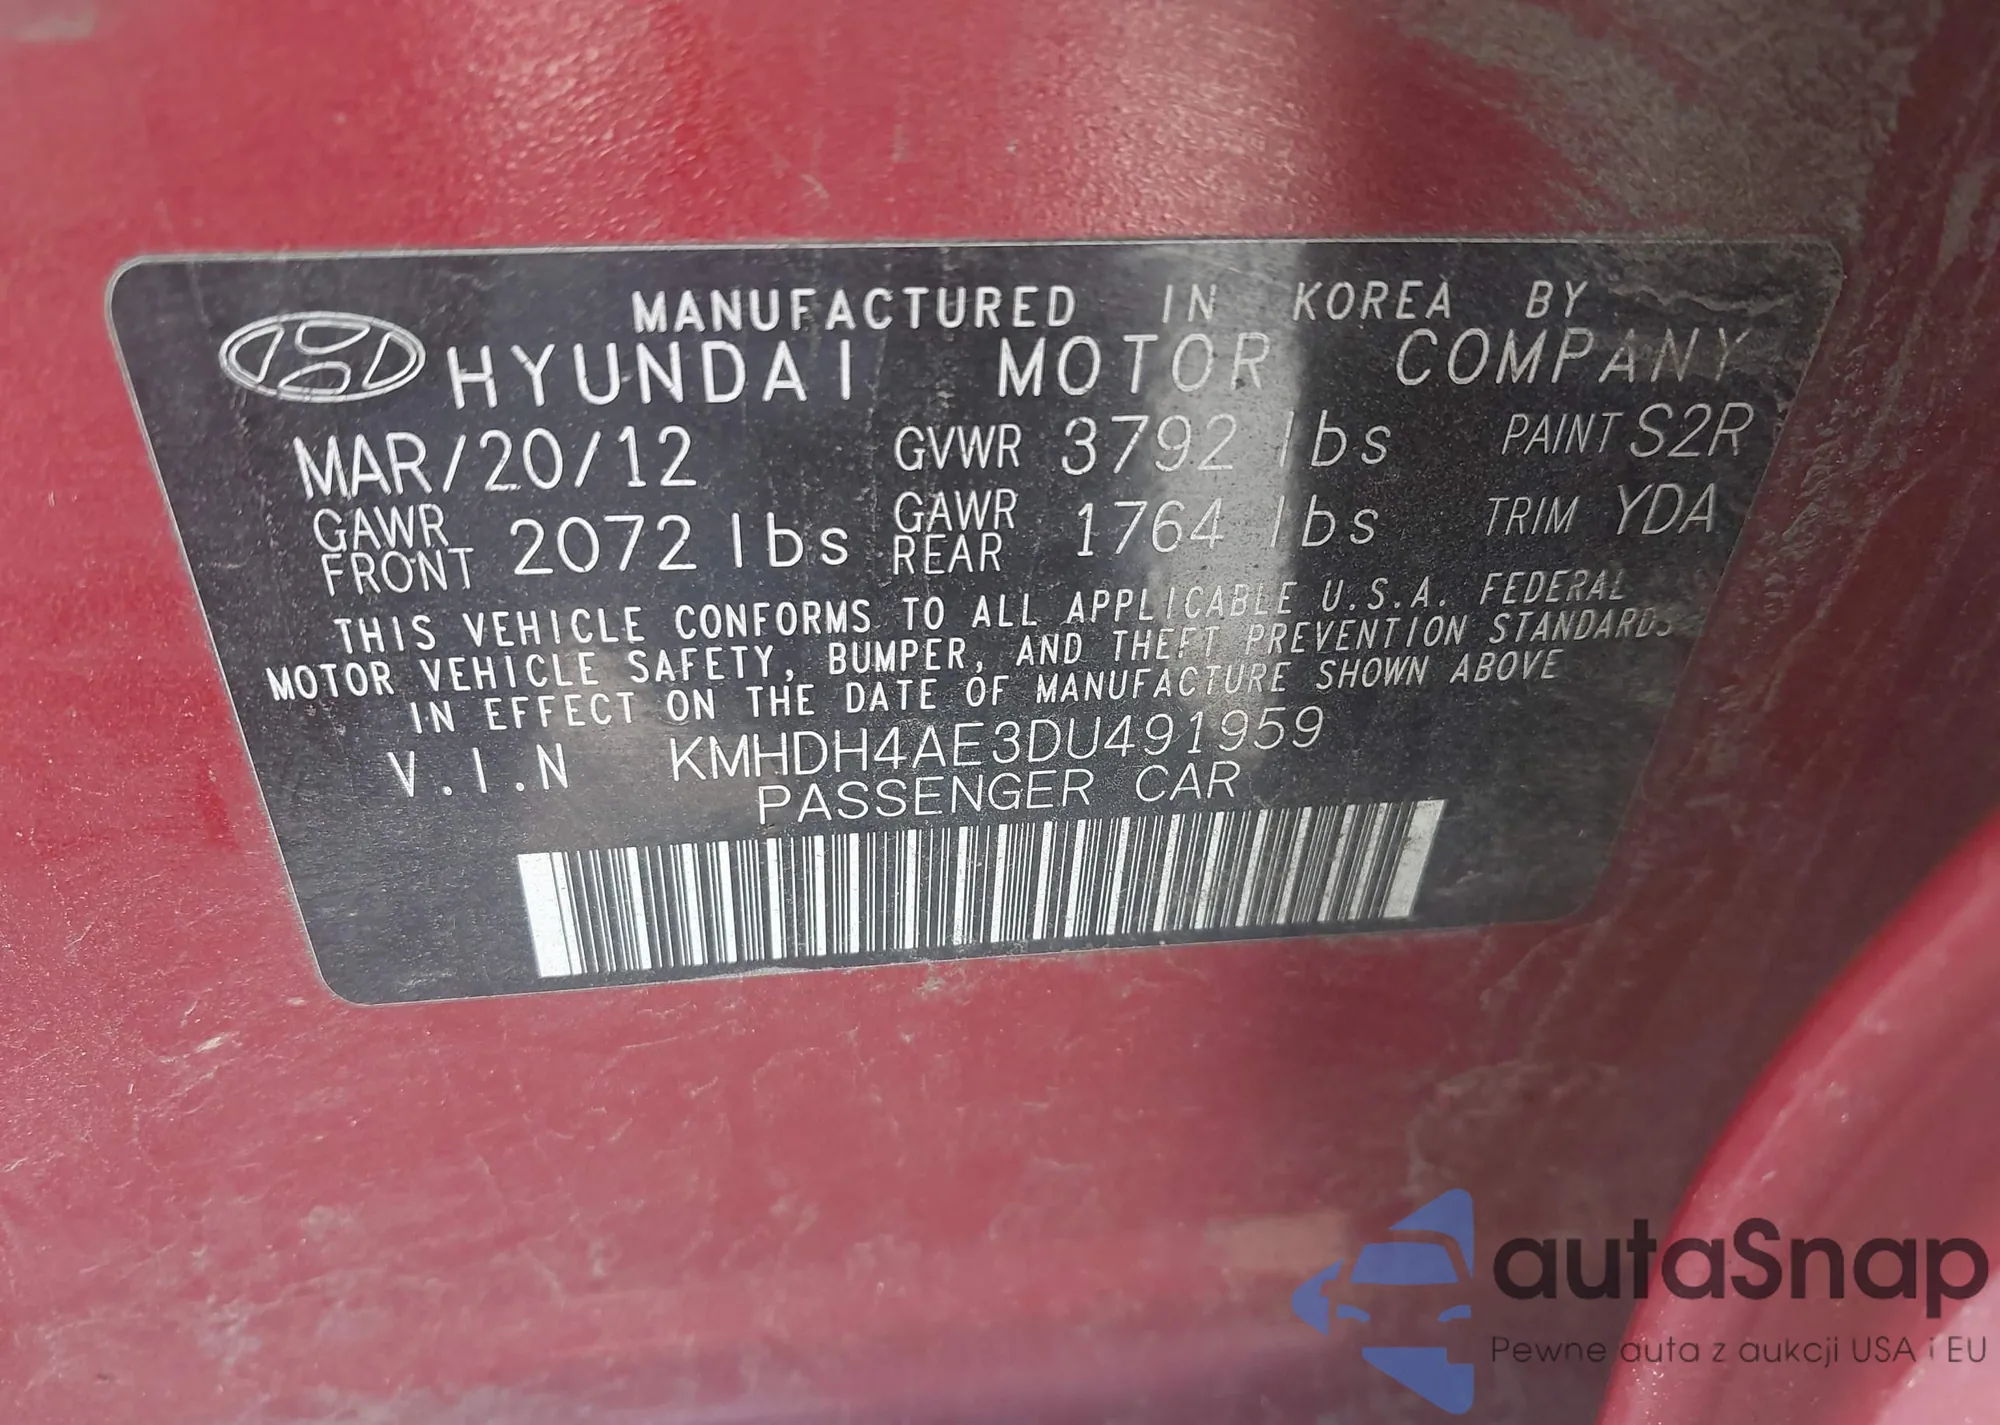 MANUFACTURED IN KOREA BY
HYUNDAI MOTOR COMPANY
MAR/20/12 GVWR 3792 lbs PAINT S2R
GAWR FRONT 2072 lbs GAWR REAR 1764 lbs TRIM YDA
THIS VEHICLE CONFORMS TO ALL APPLICABLE U.S.A. FEDERAL
MOTOR VEHICLE SAFETY, BUMPER, AND THEFT PREVENTION STANDARDS
IN EFFECT ON THE DATE OF MANUFACTURE SHOWN ABOVE
V.I.N KMHDH4AE3DU491959
PASSENGER CAR
autaSnap
Pewne auta z aukcji USA i EU